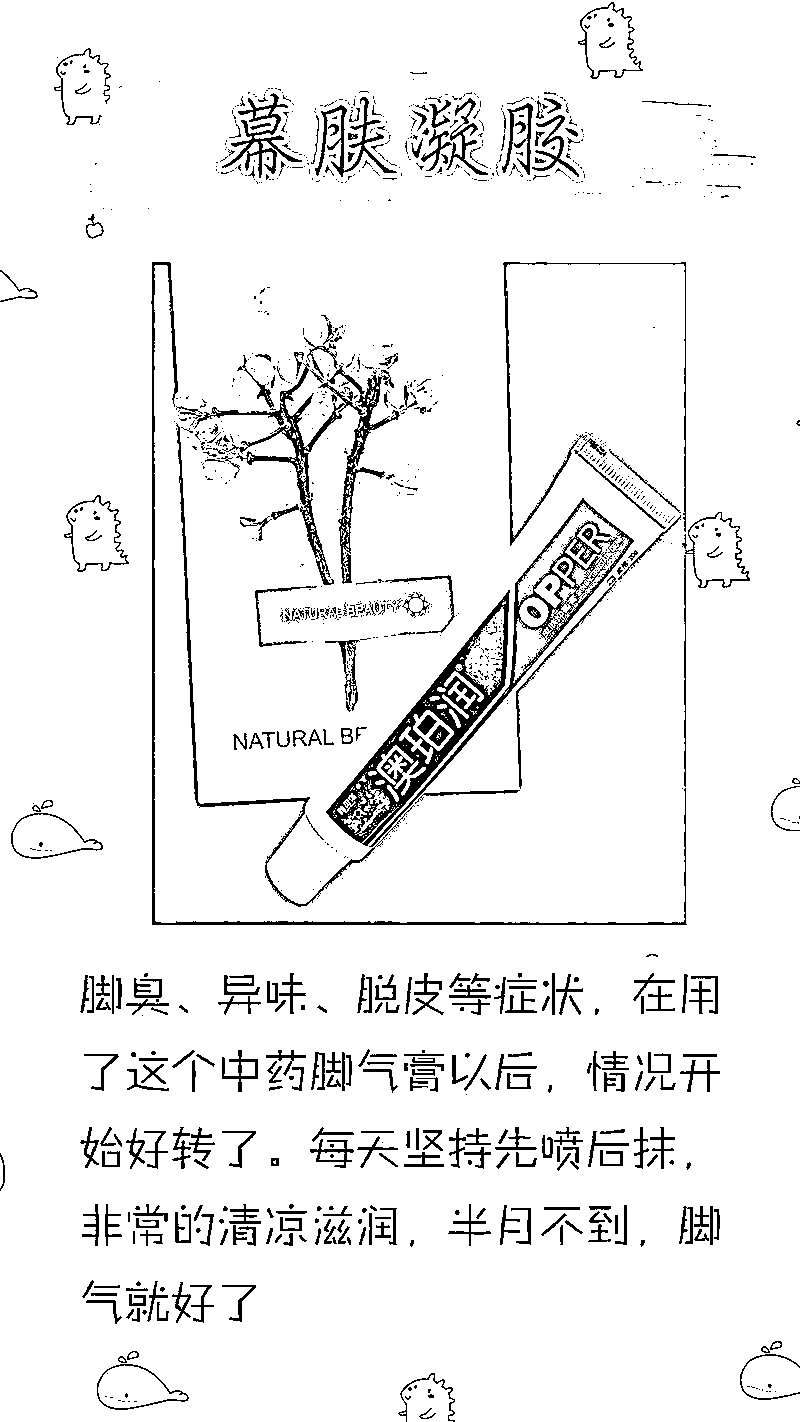 幕肤凝胶
NATURAL BEAUTY
NATURAL BE
OPPER
澳珀润
脚臭、异味、脱皮等症状，在用
了这个中药脚气膏以后，情况开
始好转了。每天坚持先喷后抹，
非常的清凉滋润，半月不到，脚
气就好了